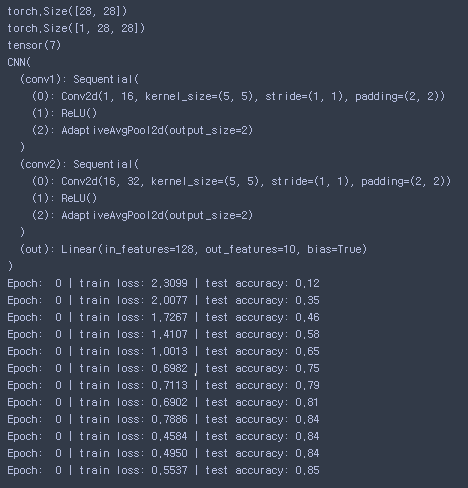 torch.Size([28, 28])
torch.Size([1, 28, 28])
tensor(7)
CNN(
  (conv1): Sequential(
    (0): Conv2d(1, 16, kernel_size=(5, 5), stride=(1, 1), padding=(2, 2))
    (1): ReLU()
    (2): AdaptiveAvgPool2d(output_size=2)
  )
  (conv2): Sequential(
    (0): Conv2d(16, 32, kernel_size=(5, 5), stride=(1, 1), padding=(2, 2))
    (1): ReLU()
    (2): AdaptiveAvgPool2d(output_size=2)
  )
  (out): Linear(in_features=128, out_features=10, bias=True)
)
Epoch:  0 | train loss: 2.3099 | test accuracy: 0.12
Epoch:  0 | train loss: 2.0077 | test accuracy: 0.35
Epoch:  0 | train loss: 1.7267 | test accuracy: 0.46
Epoch:  0 | train loss: 1.4107 | test accuracy: 0.58
Epoch:  0 | train loss: 1.0013 | test accuracy: 0.65
Epoch:  0 | train loss: 0.6982 | test accuracy: 0.75
Epoch:  0 | train loss: 0.7113 | test accuracy: 0.79
Epoch:  0 | train loss: 0.6902 | test accuracy: 0.81
Epoch:  0 | train loss: 0.7886 | test accuracy: 0.84
Epoch:  0 | train loss: 0.4584 | test accuracy: 0.84
Epoch:  0 | train loss: 0.4950 | test accuracy: 0.84
Epoch:  0 | train loss: 0.5537 | test accuracy: 0.85